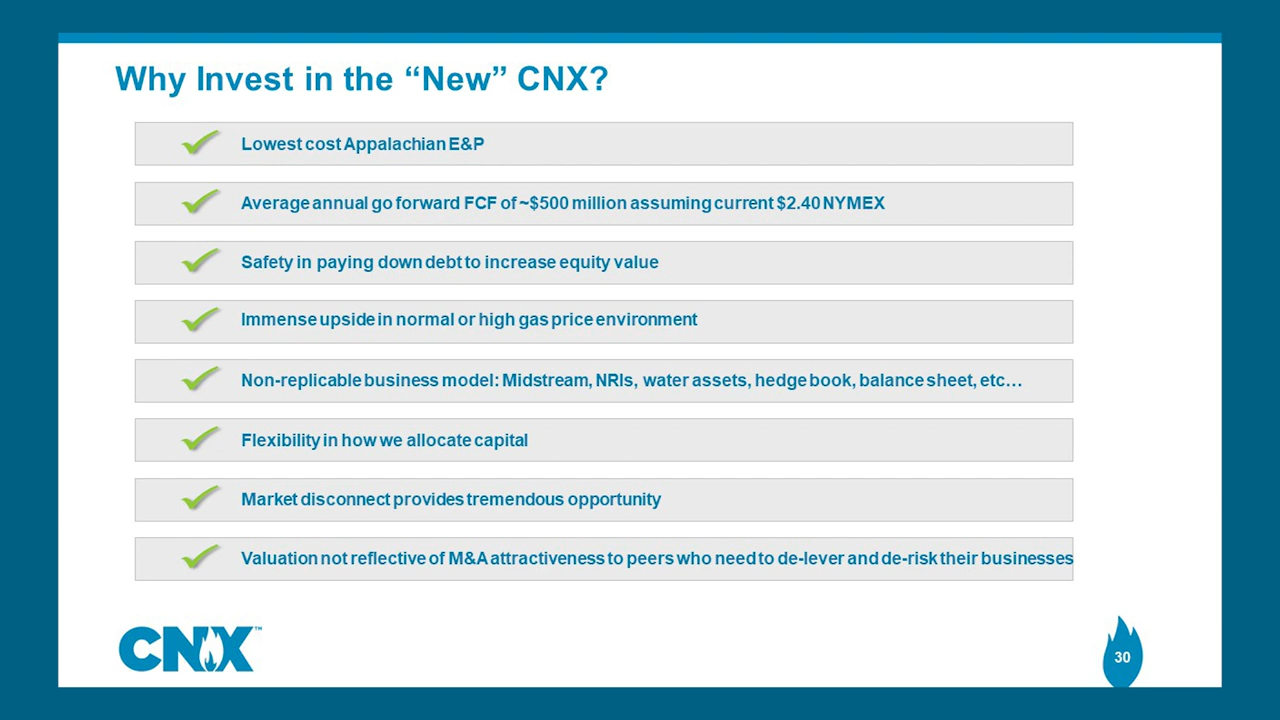 Why Invest in the “New” CNX?
Lowest cost Appalachian E&P
Average annual go forward FCF of ~$500 million assuming current $2.40 NYMEX
Safety in paying down debt to increase equity value
Immense upside in normal or high gas price environment
Non-replicable business model: Midstream, NRIs, water assets, hedge book, balance sheet, etc…
Flexibility in how we allocate capital
Market disconnect provides tremendous opportunity
Valuation not reflective of M&A attractiveness to peers who need to de-lever and de-risk their businesses
CNX™
30